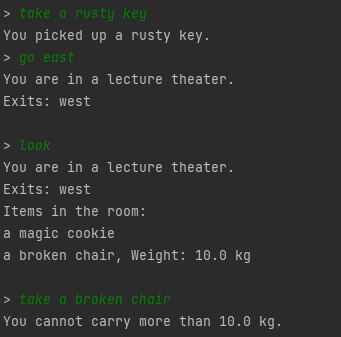 > take a rusty key
You picked up a rusty key.
> go east
You are in a lecture theater.
Exits: west
> look
You are in a lecture theater.
Exits: west
Items in the room:
a magic cookie
a broken chair, Weight: 10.0 kg
> take a broken chair
You cannot carry more than 10.0 kg.